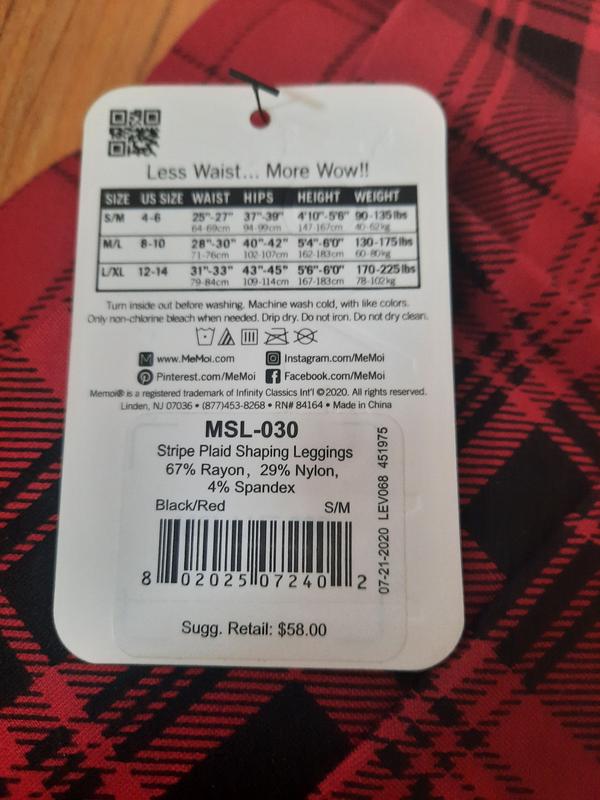 Less Waist... More Wow!!
SIZE US SIZE WAIST HIPS HEIGHT WEIGHT
S/M 4-6 25"-27" 37"-39" 4'10"-5'6" 90-135 lbs
64-69cm 94-99cm 147-167cm 40-62kg
M/L 8-10 28"-30" 40"-42" 5'4"-6'0" 130-175 lbs
71-76cm 102-107cm 162-183cm 60-80kg
L/XL 12-14 31"-33" 43"-45" 5'6"-6'0" 170-225 lbs
79-84cm 109-114cm 167-183cm 78-102kg
Turn inside out before washing. Machine wash cold, with like colors.
Only non-chlorine bleach when needed. Drip dry. Do not iron. Do not dry clean.
www.MeMoi.com Instagram.com/MeMoi
Pinterest.com/MeMoi Facebook.com/MeMoi
Memoi® is a registered trademark of Infinity Classics Int'l ©2020. All rights reserved.
Linden, NJ 07036 • (877)453-8268 • RN# 84164 • Made in China
MSL-030
Stripe Plaid Shaping Leggings
67% Rayon, 29% Nylon,
4% Spandex
Black/Red S/M
8 02025 07240 2
07-21-2020 LEV068 451975
Sugg. Retail: $58.00